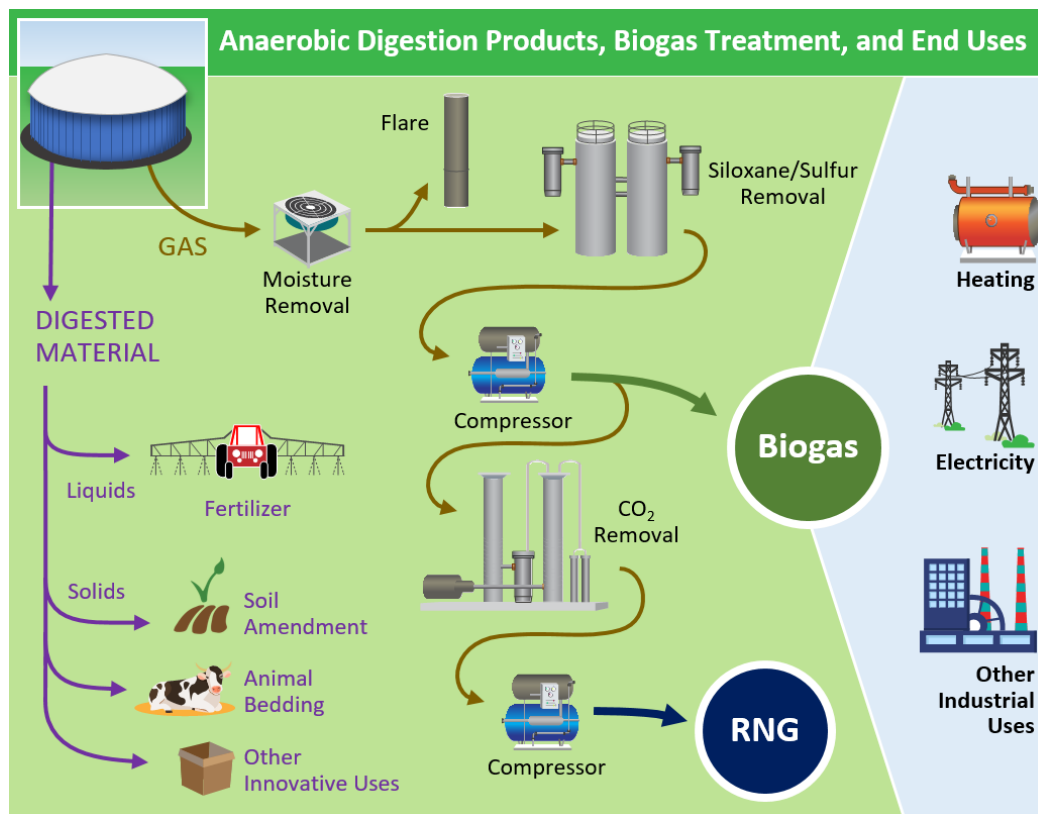 Anaerobic Digestion Products, Biogas Treatment, and End Uses
Flare
Siloxane/Sulfur
Removal
GAS
Moisture
Removal
Heating
DIGESTED
MATERIAL
Compressor
Biogas
Electricity
Liquids
Fertilizer
CO₂
Removal
Solids
Soil
Amendment
Animal
Bedding
Other
Industrial
Uses
RNG
Compressor
Other
Innovative Uses